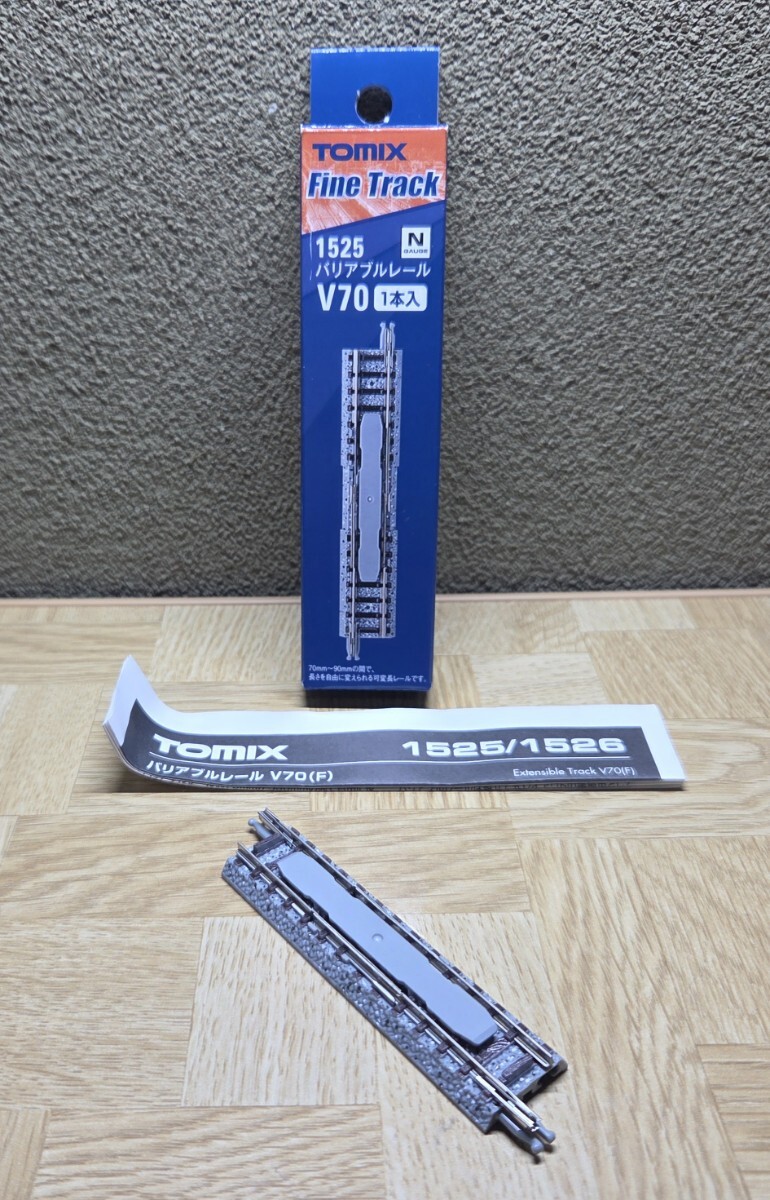 TOMIX
Fine Track
1525
N
GAUGE
バリアブルレール
V70 1本入
70mm～90mmの間で、
長さを自由に変えられる可変長レールです。
TOMIX 1525/1526
バリアブルレール V70(F) Extensible Track V70(F)